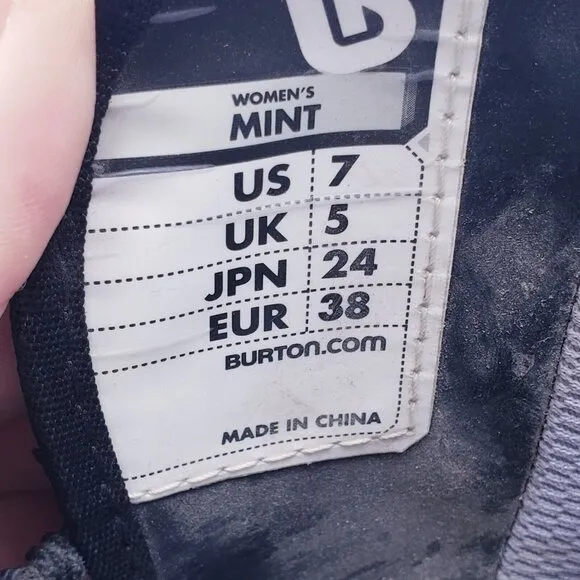 WOMEN'S
MINT
US 7
UK 5
JPN 24
EUR 38
BURTON.COM
MADE IN CHINA